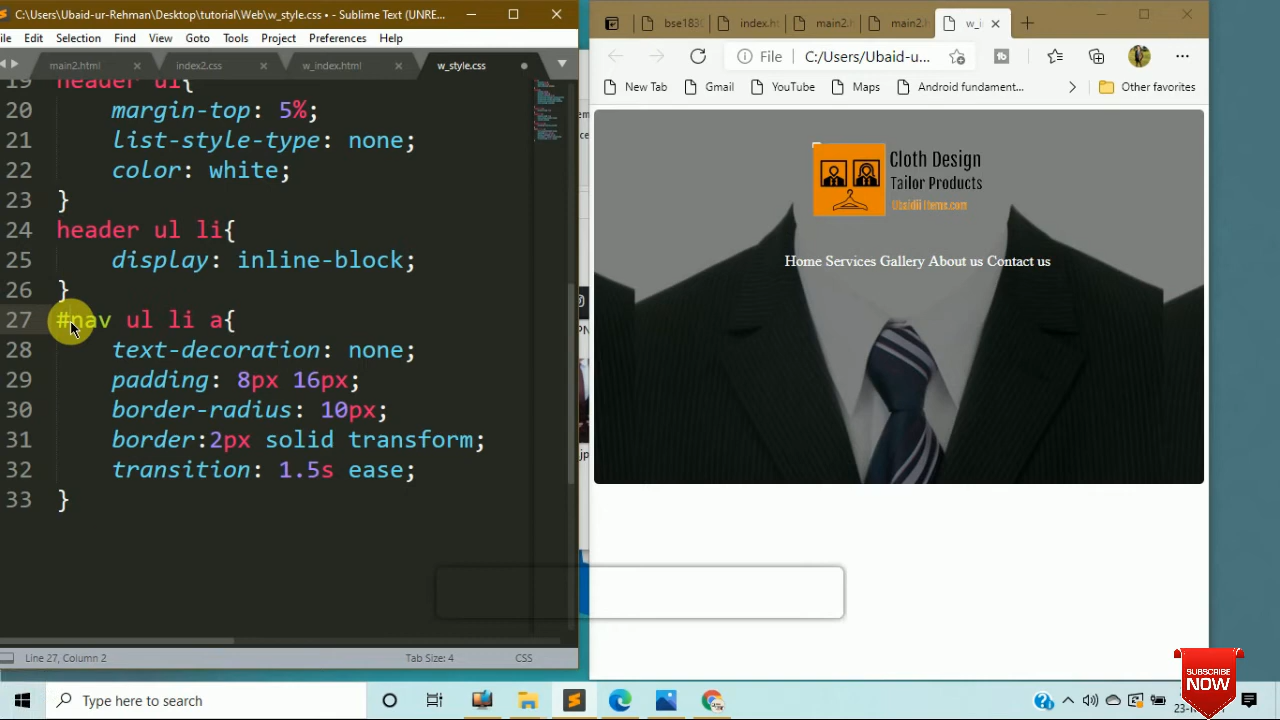 C:\Users\Ubaid-ur-Rehman\Desktop\tutorial\Web\w_style.css • - Sublime Text (UNRE...
ile Edit Selection Find View Goto Tools Project Preferences Help
main2.html index2.css w_index.html w_style.css
19 header ul{
20 margin-top: 5%;
21 list-style-type: none;
22 color: white;
23 }
24 header ul li{
25 display: inline-block;
26 }
27 #nav ul li a{
28 text-decoration: none;
29 padding: 8px 16px;
30 border-radius: 10px;
31 border:2px solid transform;
32 transition: 1.5s ease;
33 }
Line 27, Column 2 Tab Size: 4 CSS
bse183 index.ht main2.h main2.h w_i
File C:/Users/Ubaid-u...
New Tab Gmail YouTube Maps Android fundament... Other favorites
Cloth Design
Tailor Products
Ubaidii Items.com
Home Services Gallery About us Contact us
Type here to search
SUBSCRIBE
NOW